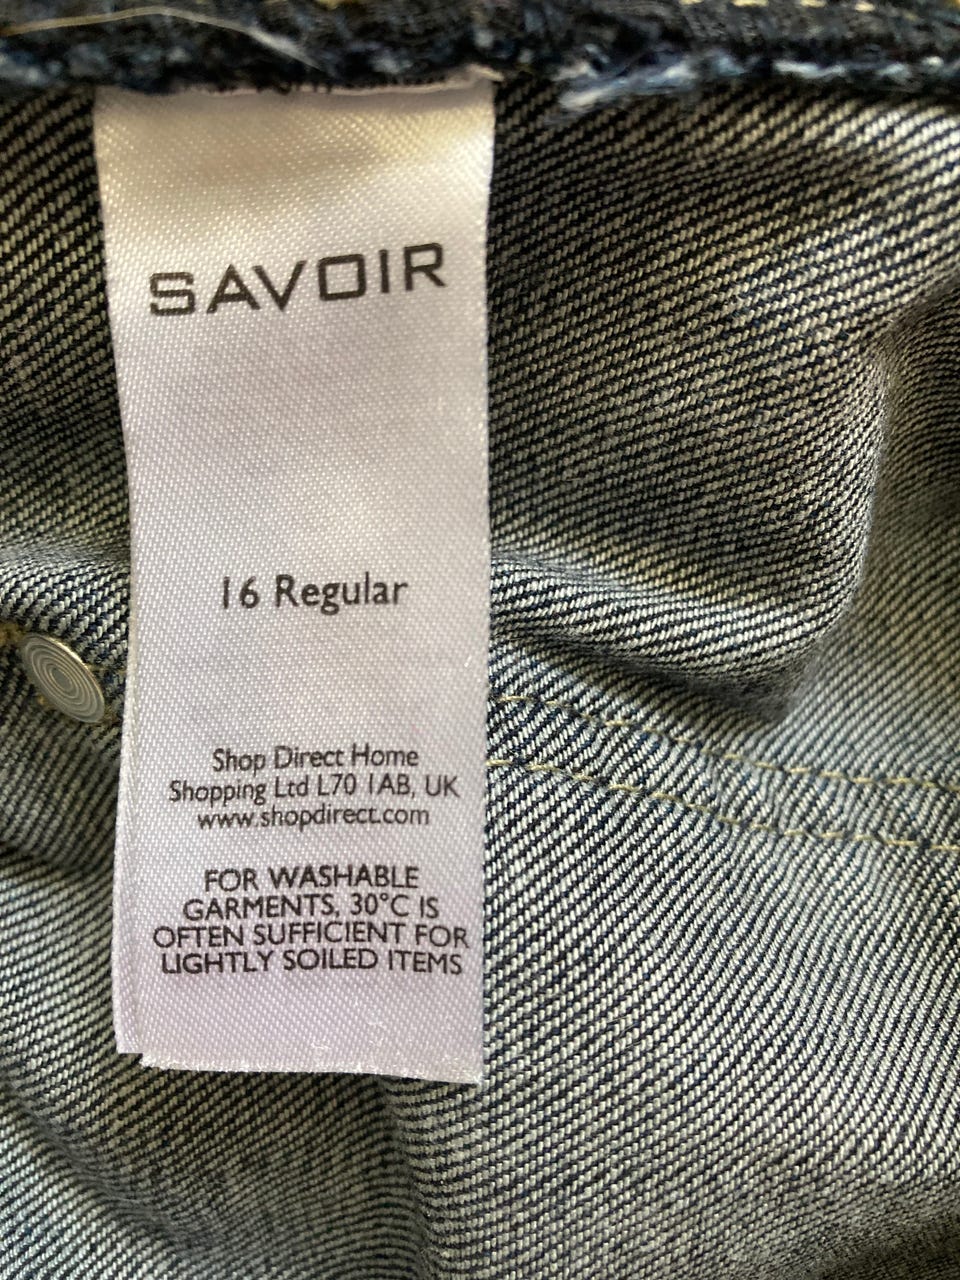 SAVOIR
16 Regular
Shop Direct Home
Shopping Ltd L70 1AB, UK
www.shopdirect.com
FOR WASHABLE
GARMENTS, 30°C IS
OFTEN SUFFICIENT FOR
LIGHTLY SOILED ITEMS